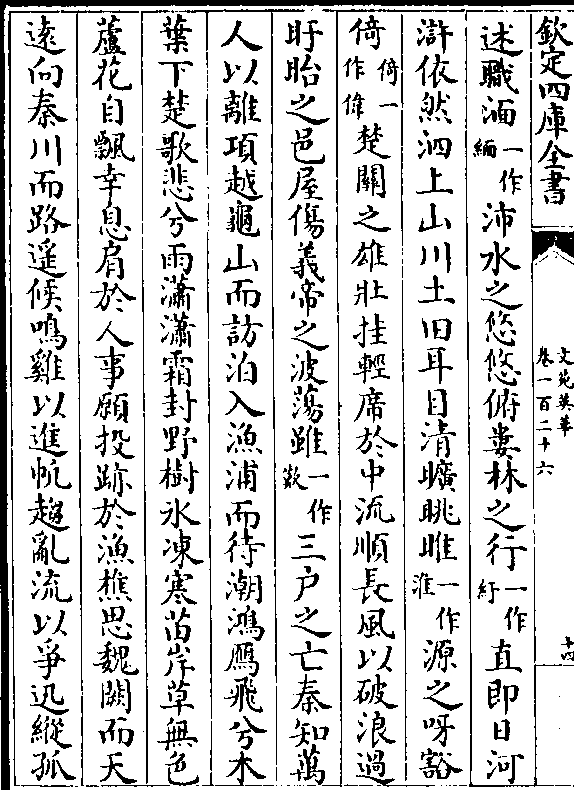 欽定四庫全書
文苑英華
卷一百二十六
十四
述職湎一作緬沛水之悠悠俯婁林之行一作紆直即日河
滸依然泗上山川土田耳目清曠眺睢一作淮源之呀豁
倚倚一作偉楚關之雄壯挂輕席於中流順長風以破浪過
盱眙之邑屋傷義帝之波蕩雖一作歎三户之亡秦知萬
人以離項越龜山而訪泊入漁浦而待潮鴻鴈飛兮木
葉下楚歌悲兮雨瀟瀟霜封野樹氷凍寒苗岸草無色
蘆花自飄幸息肩於人事願投跡於漁樵思魏闕而天
遠向秦川而路遥候鳴雞以進帆趨亂流以爭迅縱孤